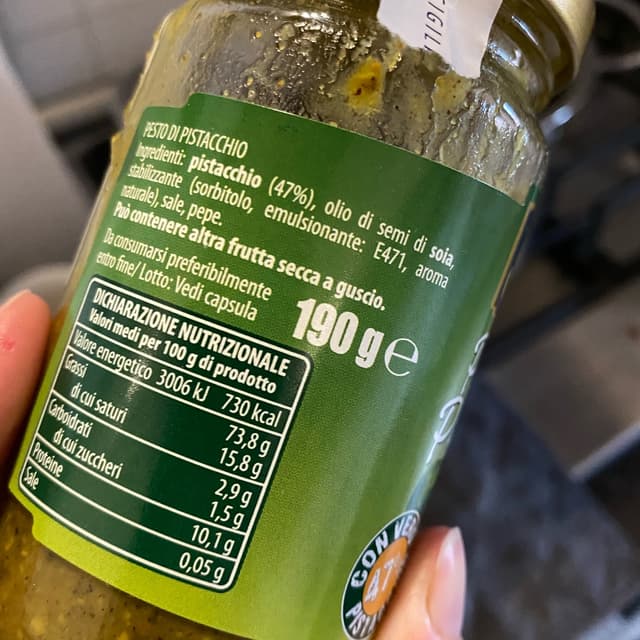 SIGIL
PESTO DI PISTACCHIO
Ingredienti: pistacchio (47%), olio di semi di soia,
stabilizzante (sorbitolo, emulsionante: E471, aroma
naturale), sale, pepe.
Può contenere altra frutta secca a guscio.
Da consumarsi preferibilmente
entro fine/ Lotto: Vedi capsula
190 g e
DICHIARAZIONE NUTRIZIONALE
Valori medi per 100 g di prodotto
Valore energetico 3006 kJ 730 kcal
Grassi 73,8 g
di cui saturi 15,8 g
Carboidrati 2,9 g
di cui zuccheri 1,5 g
Proteine 10,1 g
Sale 0,05 g
CON VE
47
PISTA